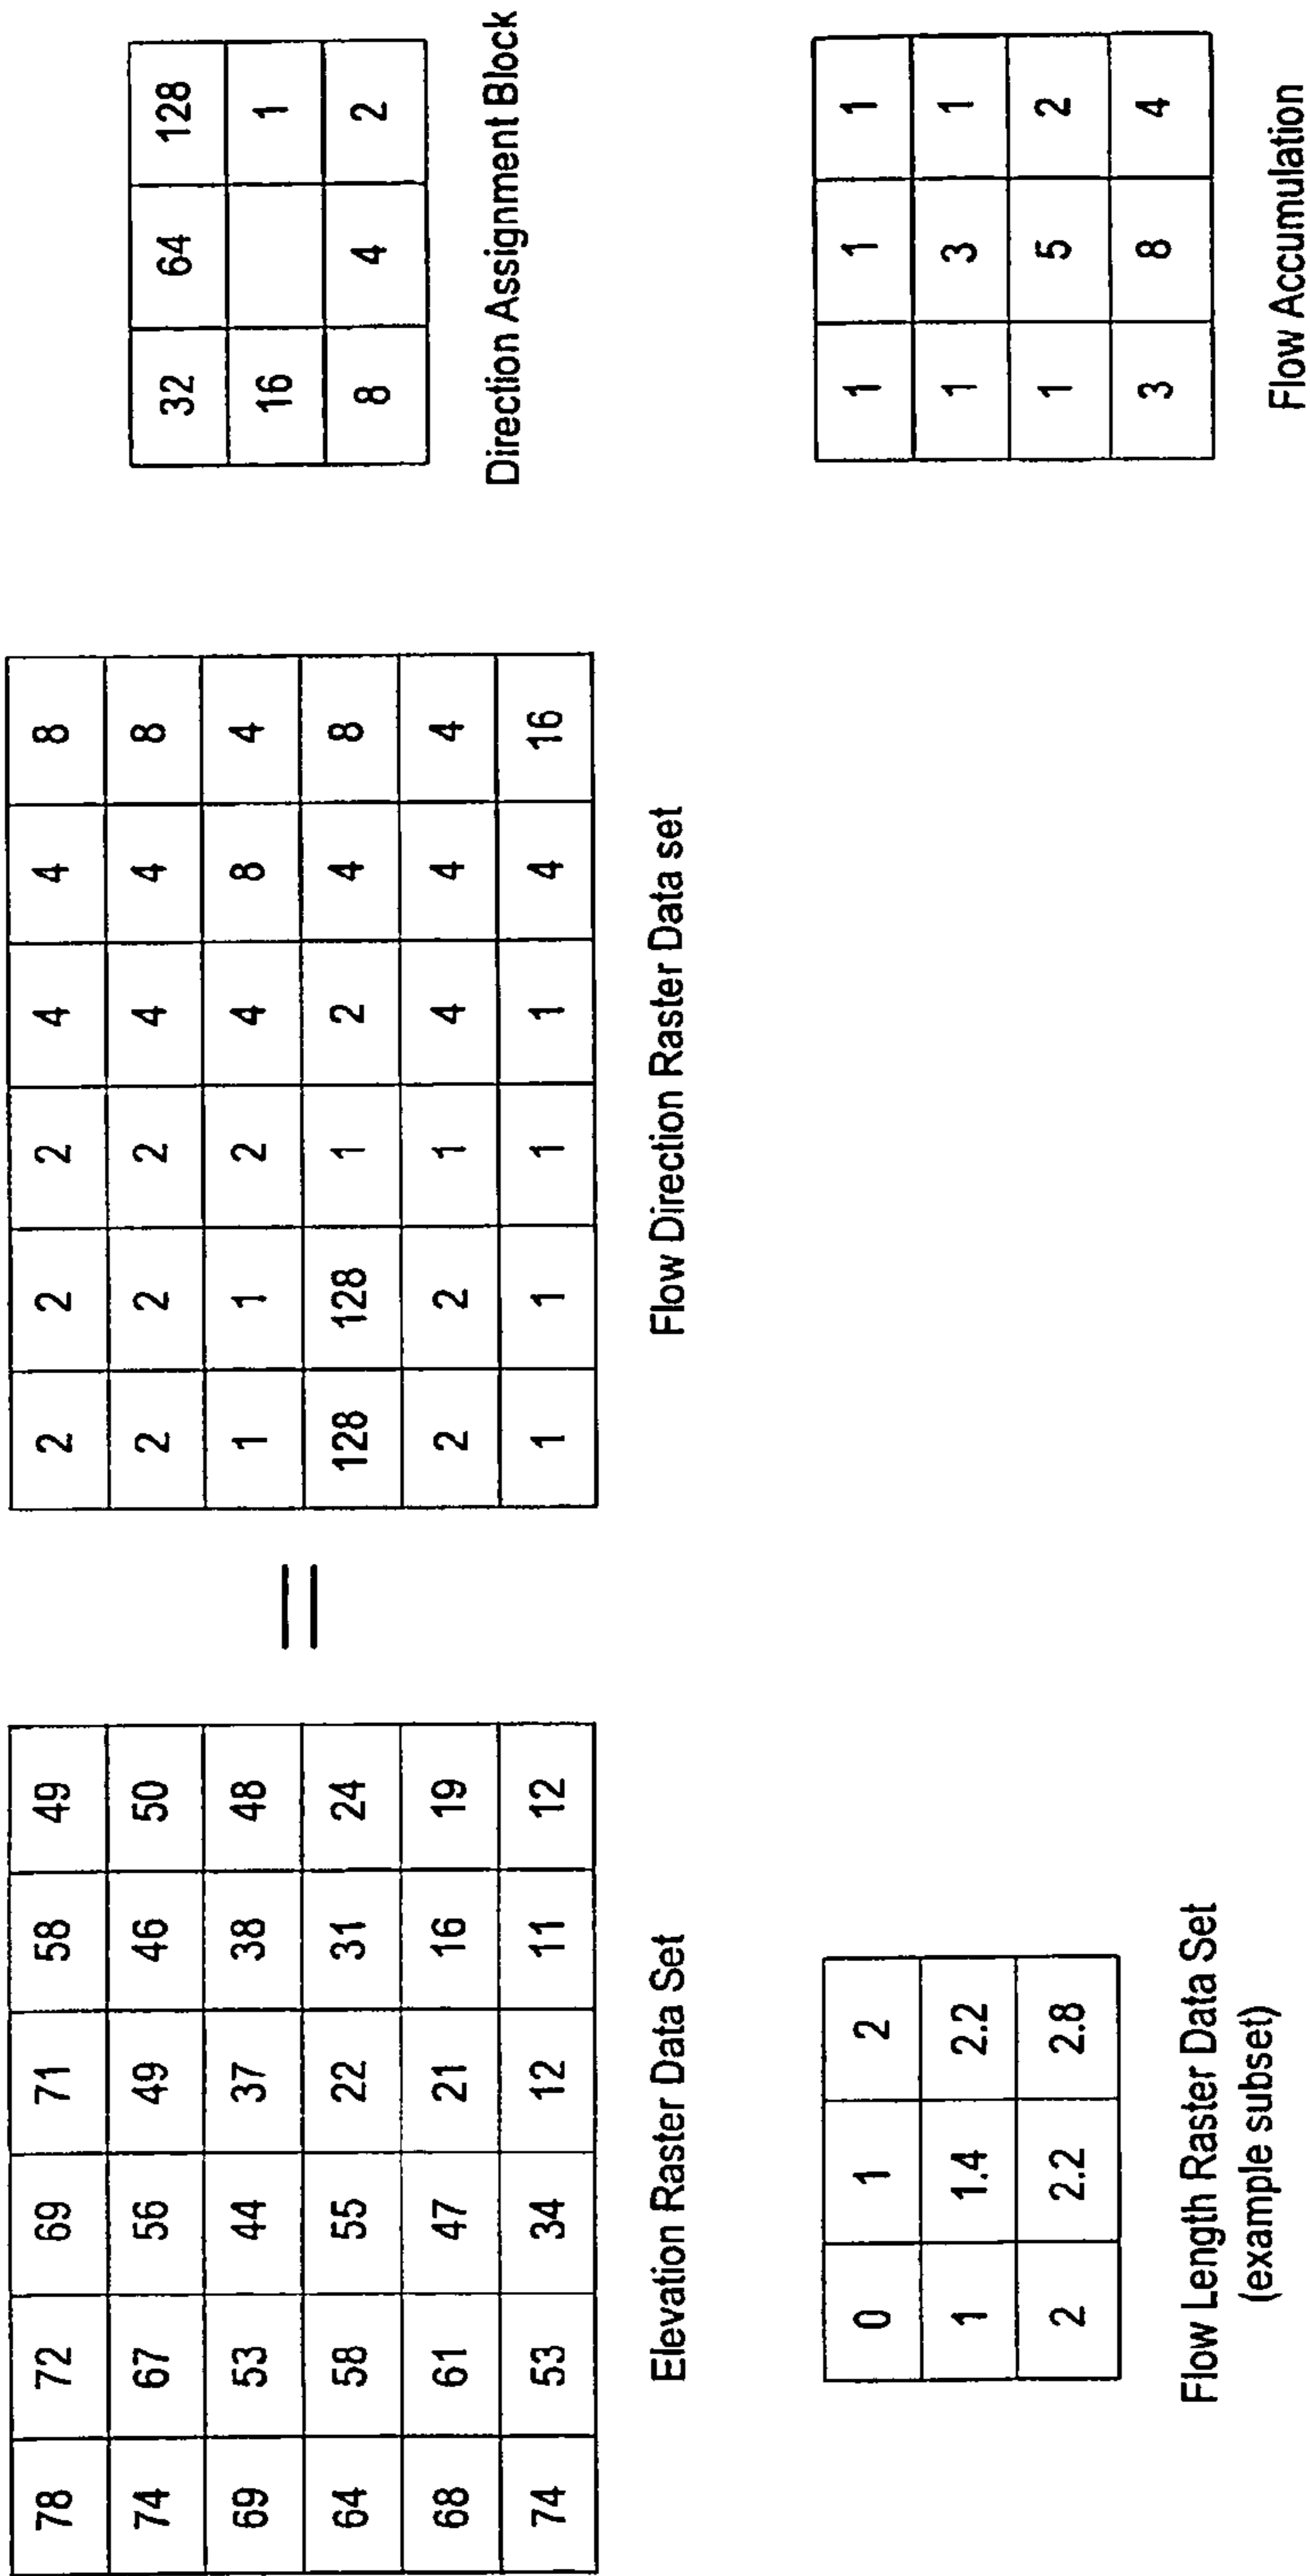 78 72 69 71 58 49
74 67 56 49 46 50
69 53 44 37 38 48
64 58 55 22 31 24
68 61 47 21 16 19
74 53 34 12 11 12
Elevation Raster Data Set
=
2 2 2 4 4 8
2 2 2 4 4 8
1 1 2 4 8 4
128 128 1 2 4 8
2 2 1 4 4 4
1 1 1 1 4 16
Flow Direction Raster Data set
32 64 128
16 1
8 4 2
Direction Assignment Block
0 1 2
1 1.4 2.2
2 2.2 2.8
Flow Length Raster Data Set
(example subset)
1 1 1
1 3 1
1 5 2
3 8 4
Flow Accumulation